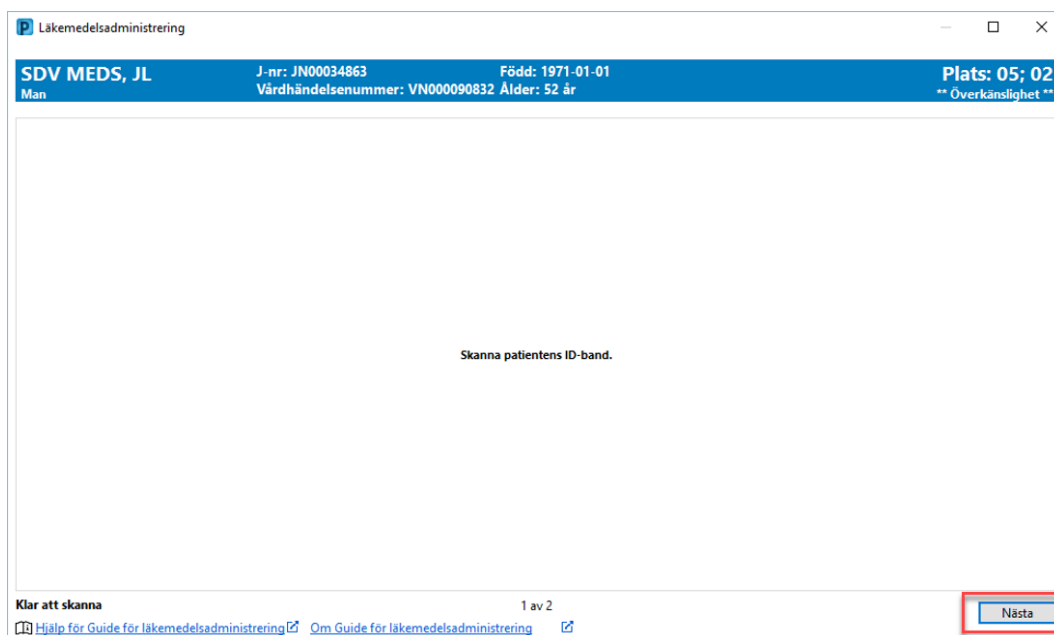 Läkemedelsadministrering
SDV MEDS, JL J-nr: JN00034863 Född: 1971-01-01 Plats: 05; 02
Man Vårdhändelsenummer: VN000090832 Ålder: 52 år ** Överkänslighet **
Skanna patientens ID-band.
Klar att skanna 1 av 2 Nästa
Hjälp för Guide för läkemedelsadministrering Om Guide för läkemedelsadministrering